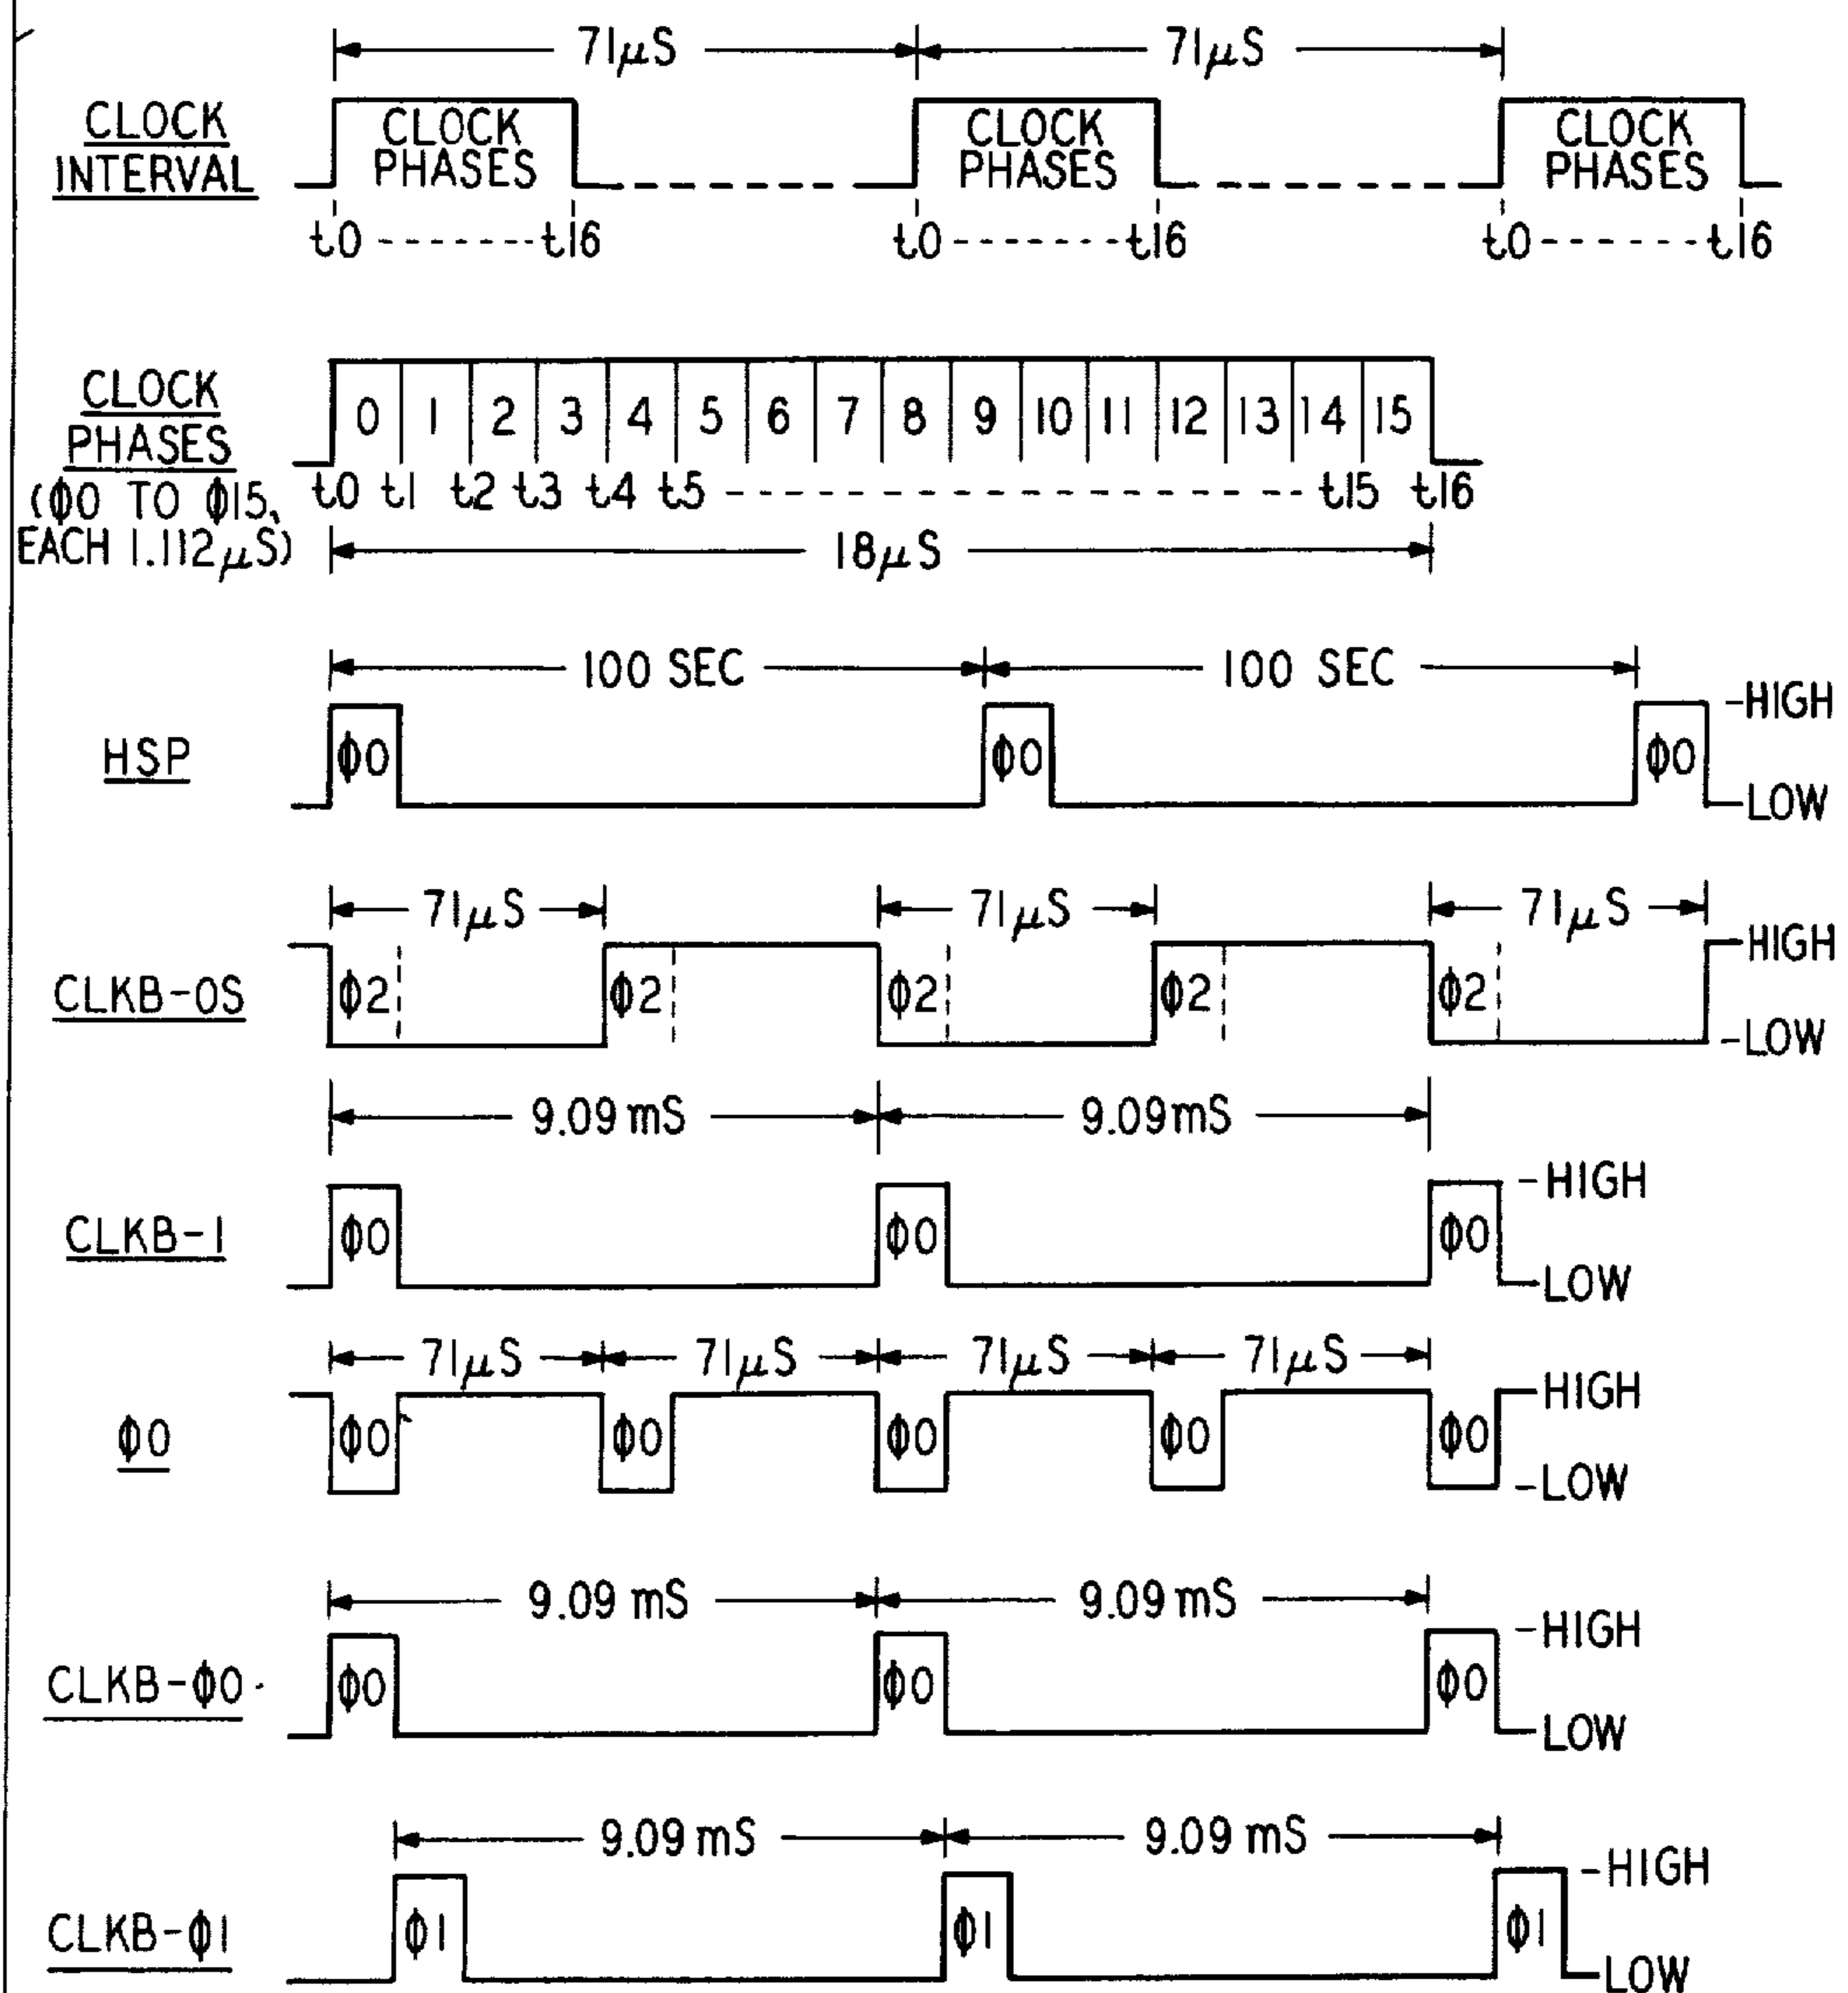 71μS 71μS
CLOCK INTERVAL
CLOCK PHASES CLOCK PHASES CLOCK PHASES
t0 ------- t16 t0 ------- t16 t0 ------ t16
CLOCK PHASES
(ϕ0 TO ϕ15, EACH 1.112μS)
0 1 2 3 4 5 6 7 8 9 10 11 12 13 14 15
t0 t1 t2 t3 t4 t5 ----------------- t15 t16
18μS
100 SEC 100 SEC
HSP
ϕ0 ϕ0 ϕ0
-HIGH
-LOW
71μS 71μS 71μS
CLKB-0S
ϕ2 ϕ2 ϕ2 ϕ2 ϕ2
-HIGH
-LOW
9.09 mS 9.09mS
CLKB-1
ϕ0 ϕ0 ϕ0
-HIGH
-LOW
71μS 71μS 71μS 71μS
ϕ0
ϕ0 ϕ0 ϕ0 ϕ0 ϕ0
-HIGH
-LOW
9.09 mS 9.09 mS
CLKB-ϕ0
ϕ0 ϕ0 ϕ0
-HIGH
-LOW
9.09 mS 9.09 mS
CLKB-ϕ1
ϕ1 ϕ1 ϕ1
-HIGH
-LOW